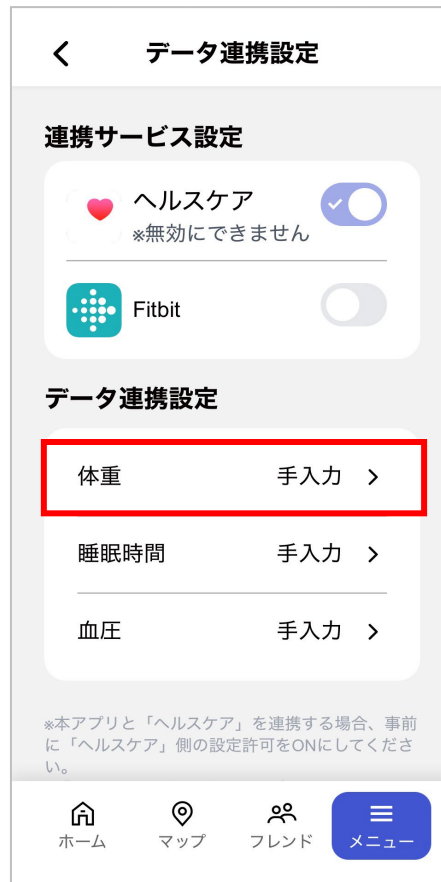 データ連携設定
連携サービス設定
ヘルスケア
※無効にできません
Fitbit
データ連携設定
体重 手入力
睡眠時間 手入力
血圧 手入力
※本アプリと「ヘルスケア」を連携する場合、事前
に「ヘルスケア」側の設定許可をONにしてくださ
い。
ホーム マップ フレンド メニュー